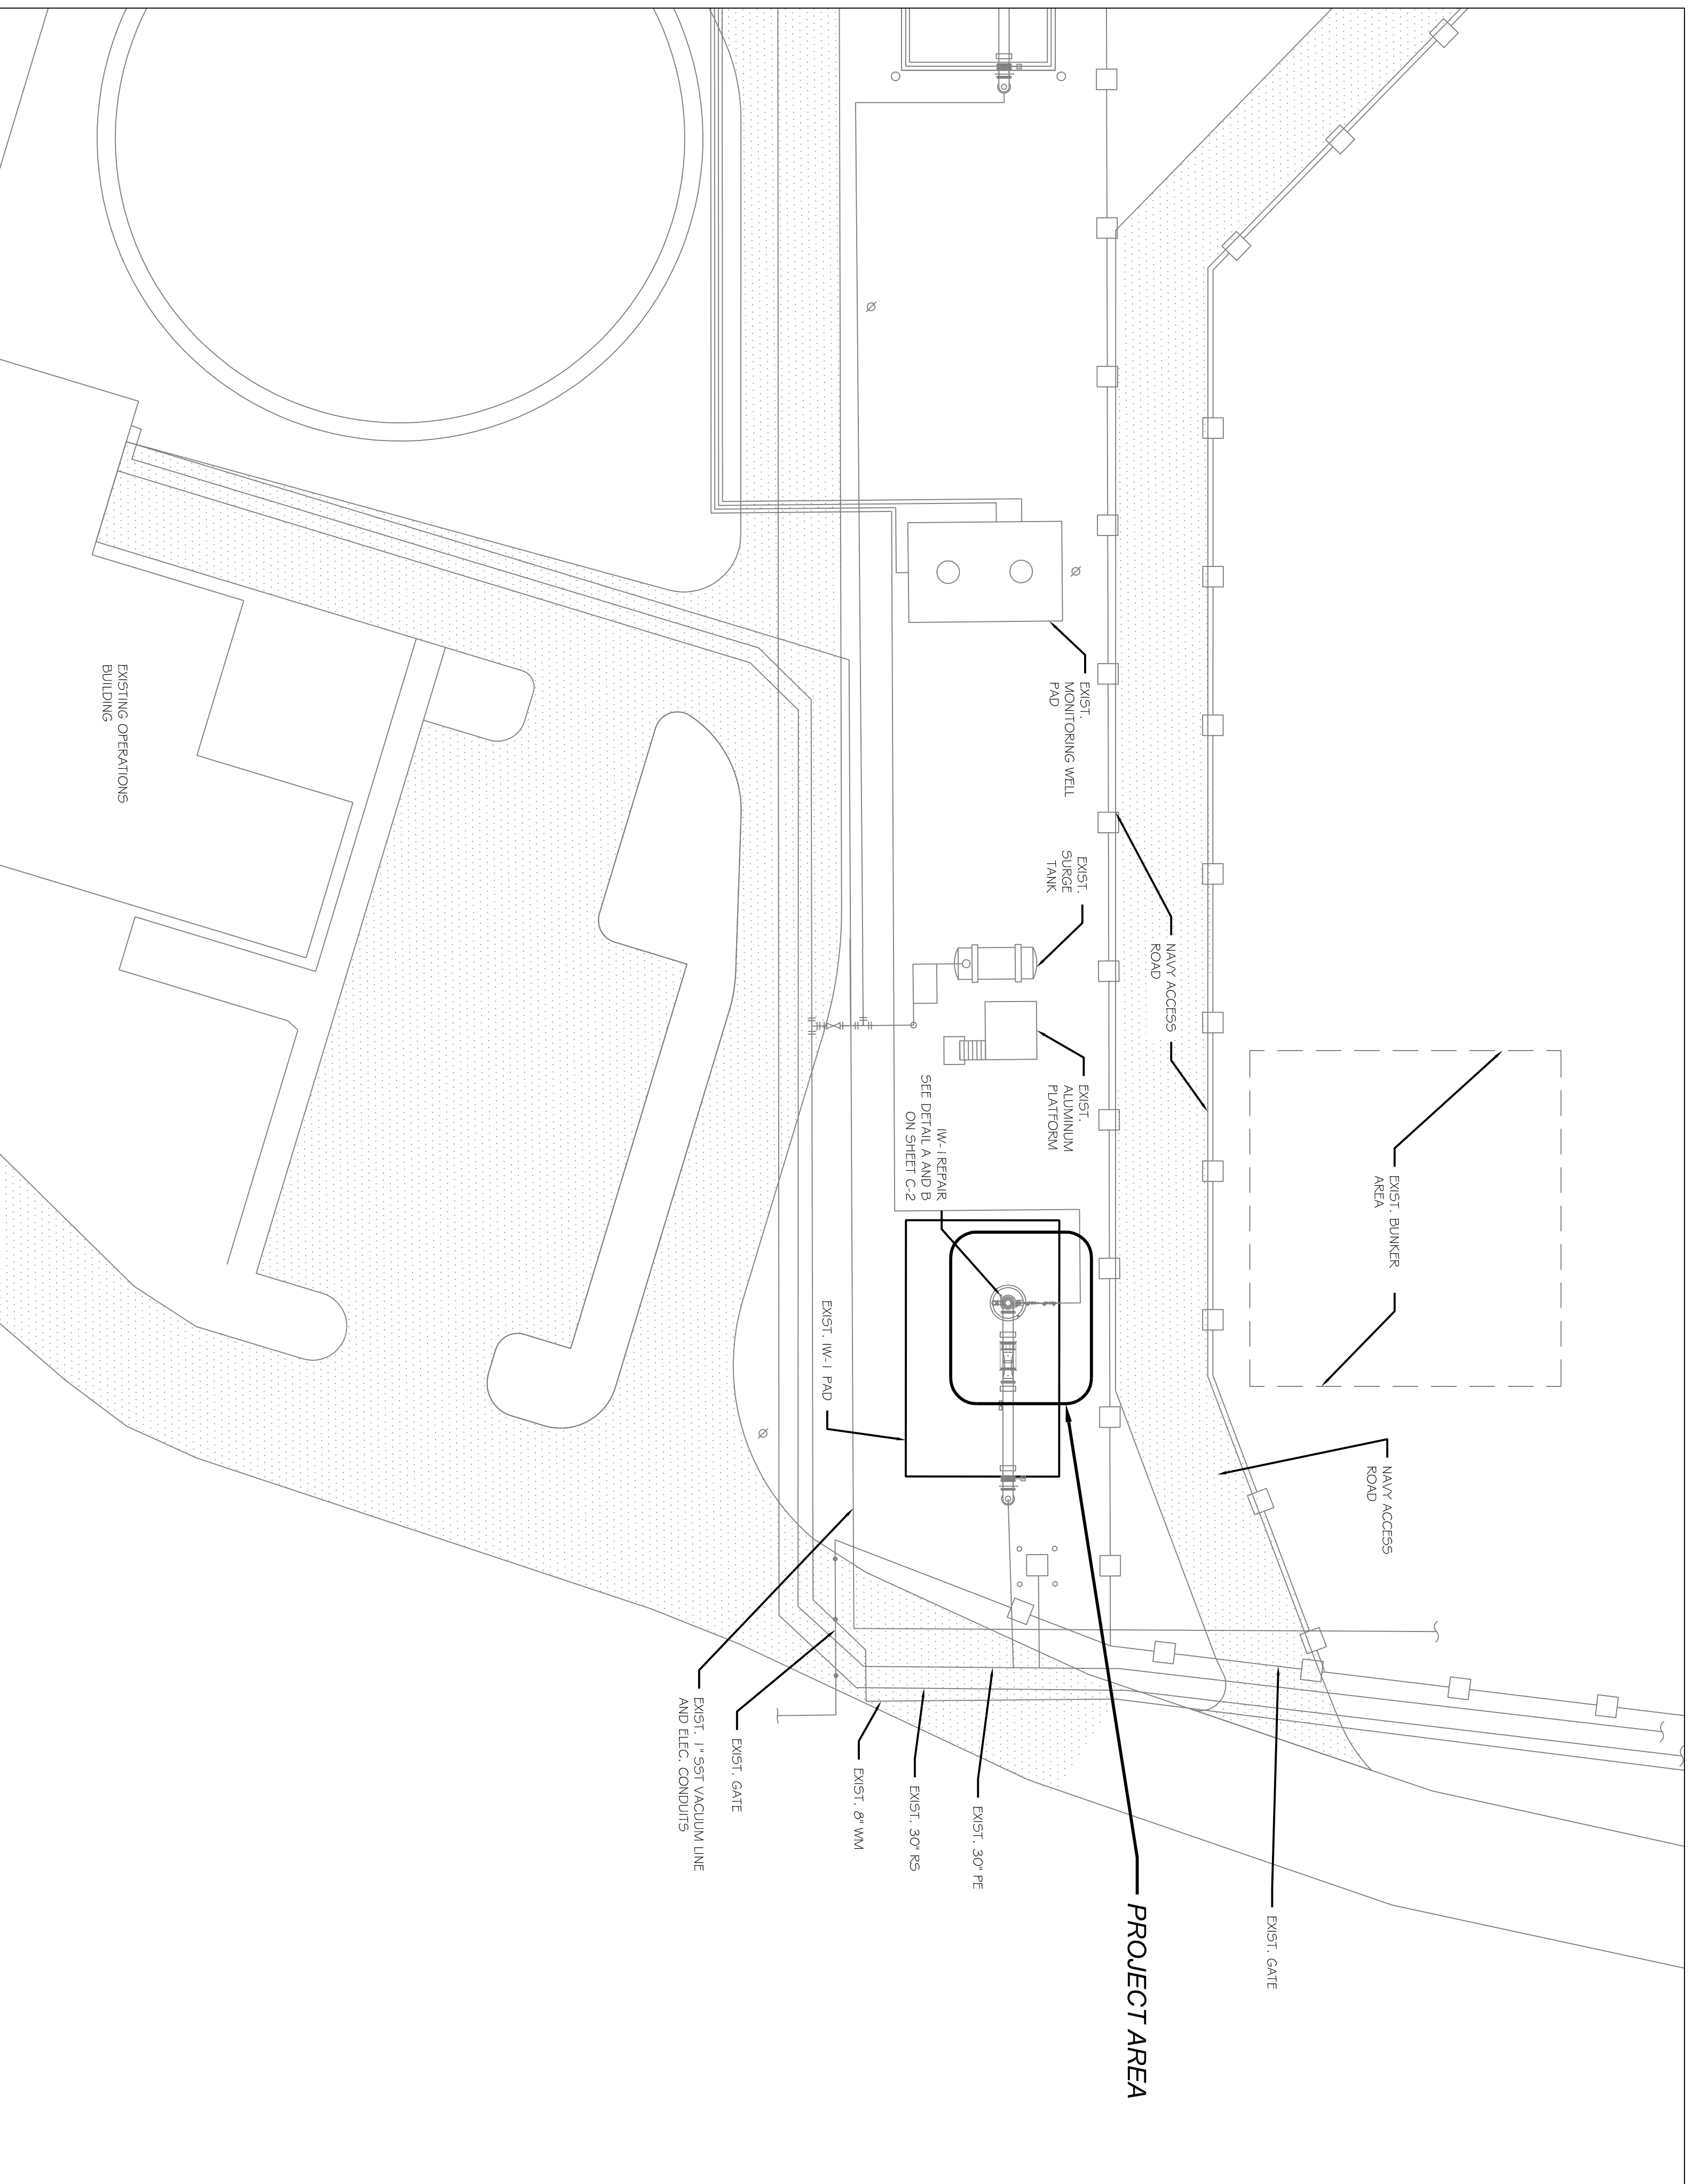 EXIST. BUNKER
AREA
NAVY ACCESS
ROAD
EXIST. GATE
NAVY ACCESS
ROAD
EXIST.
MONITORING WELL
PAD
EXIST.
SURGE
TANK
EXIST.
ALUMINUM
PLATFORM
PROJECT AREA
IW-1 REPAIR
SEE DETAIL A AND B
ON SHEET C-2
EXIST. 30" PE
EXIST. 30" RS
EXIST. 8" WM
EXIST. IW-1 PAD
EXIST. GATE
EXIST. 1" SST VACUUM LINE
AND ELEC. CONDUITS
EXISTING OPERATIONS
BUILDING